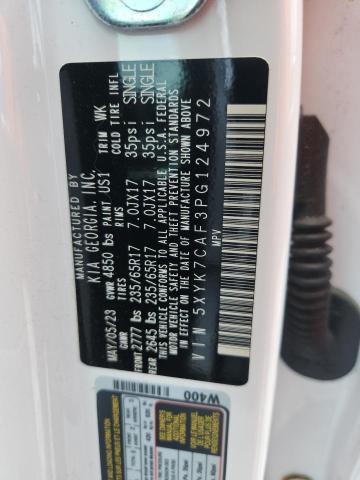 MANUFACTURED BY
KIA GEORGIA, INC.
MAY/05/23 GVWR 4850 lbs PAINT US1 TRIM WK
GAWR TIRES RIMS COLD TIRE INFL
FRONT 2777 lbs 235/65R17 7.0JX17 35psi SINGLE
REAR 2645 lbs 235/65R17 7.0JX17 35psi SINGLE
THIS VEHICLE CONFORMS TO ALL APPLICABLE U.S.A. FEDERAL
MOTOR VEHICLE SAFETY, BUMPER, AND THEFT PREVENTION STANDARDS
IN EFFECT ON THE DATE OF MANUFACTURE SHOWN ABOVE.
VIN 5XYK7CAF3PG124972
MPV
W400